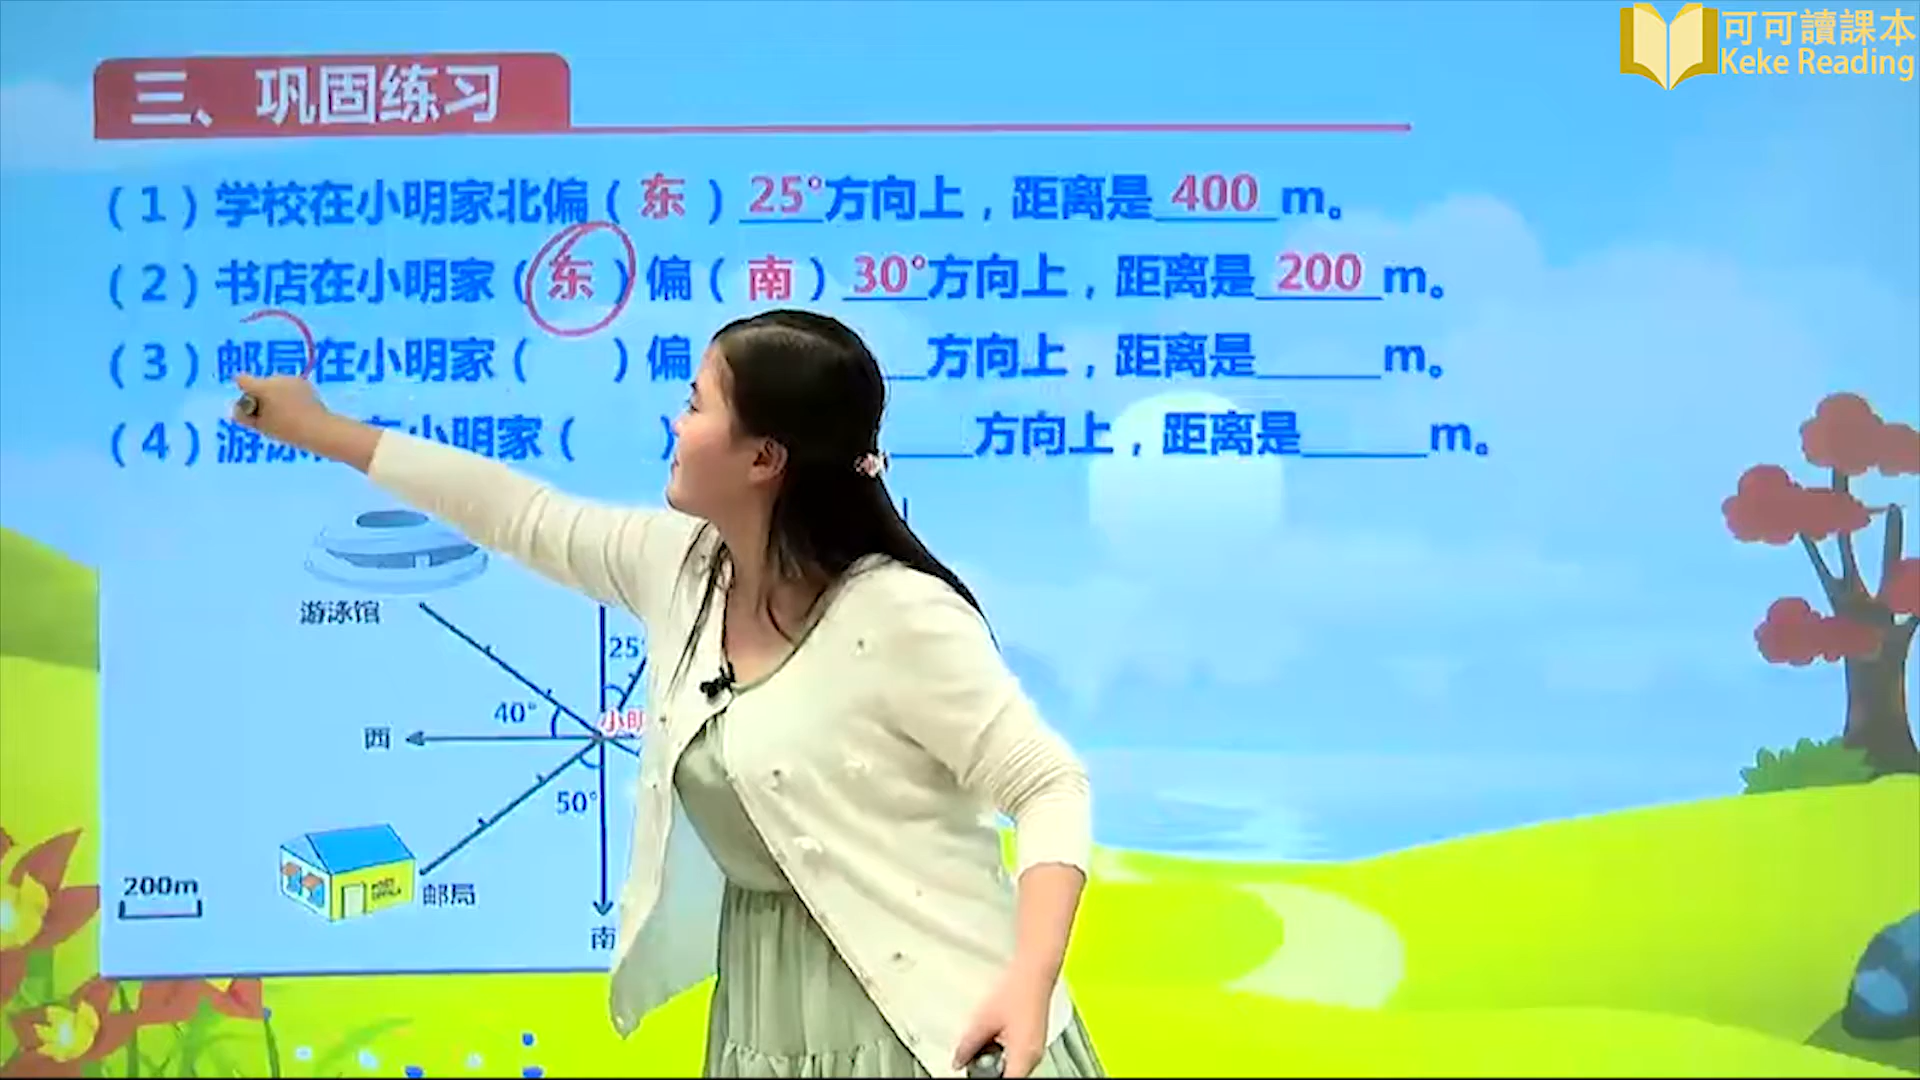 可可讀課本
Keke Reading
三、巩固练习
（1）学校在小明家北偏（东）25°方向上，距离是400m。
（2）书店在小明家（东）偏（南）30°方向上，距离是200m。
（3）邮局在小明家（ ）偏 方向上，距离是 m。
（4）游泳 在小明家（ ） 方向上，距离是 m。
游泳馆
25°
40°
小明
西
50°
200m
邮局
南